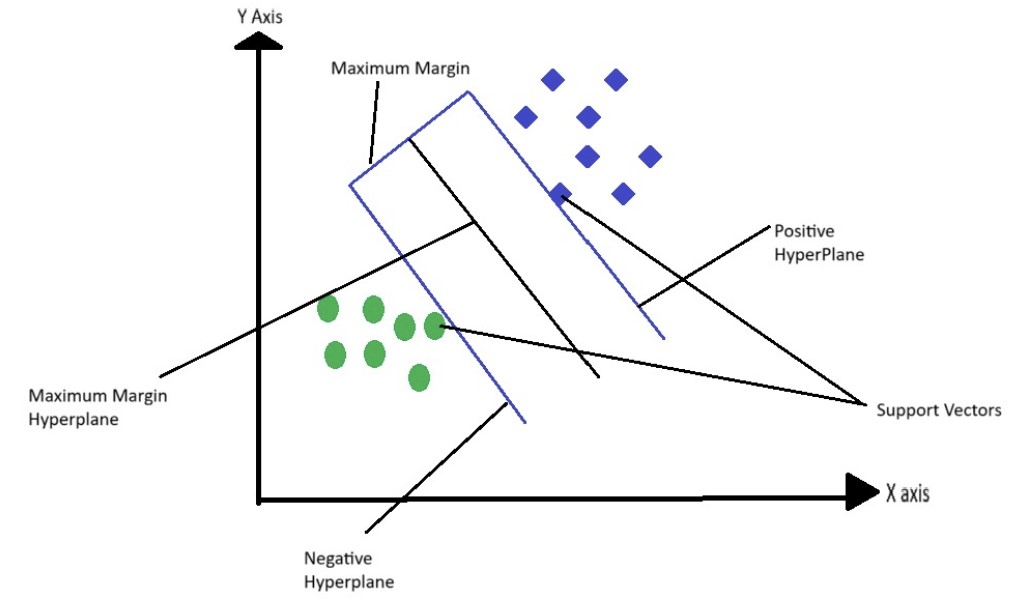 Y Axis
Maximum Margin
Positive
HyperPlane
Maximum Margin
Hyperplane
Support Vectors
X axis
Negative
Hyperplane